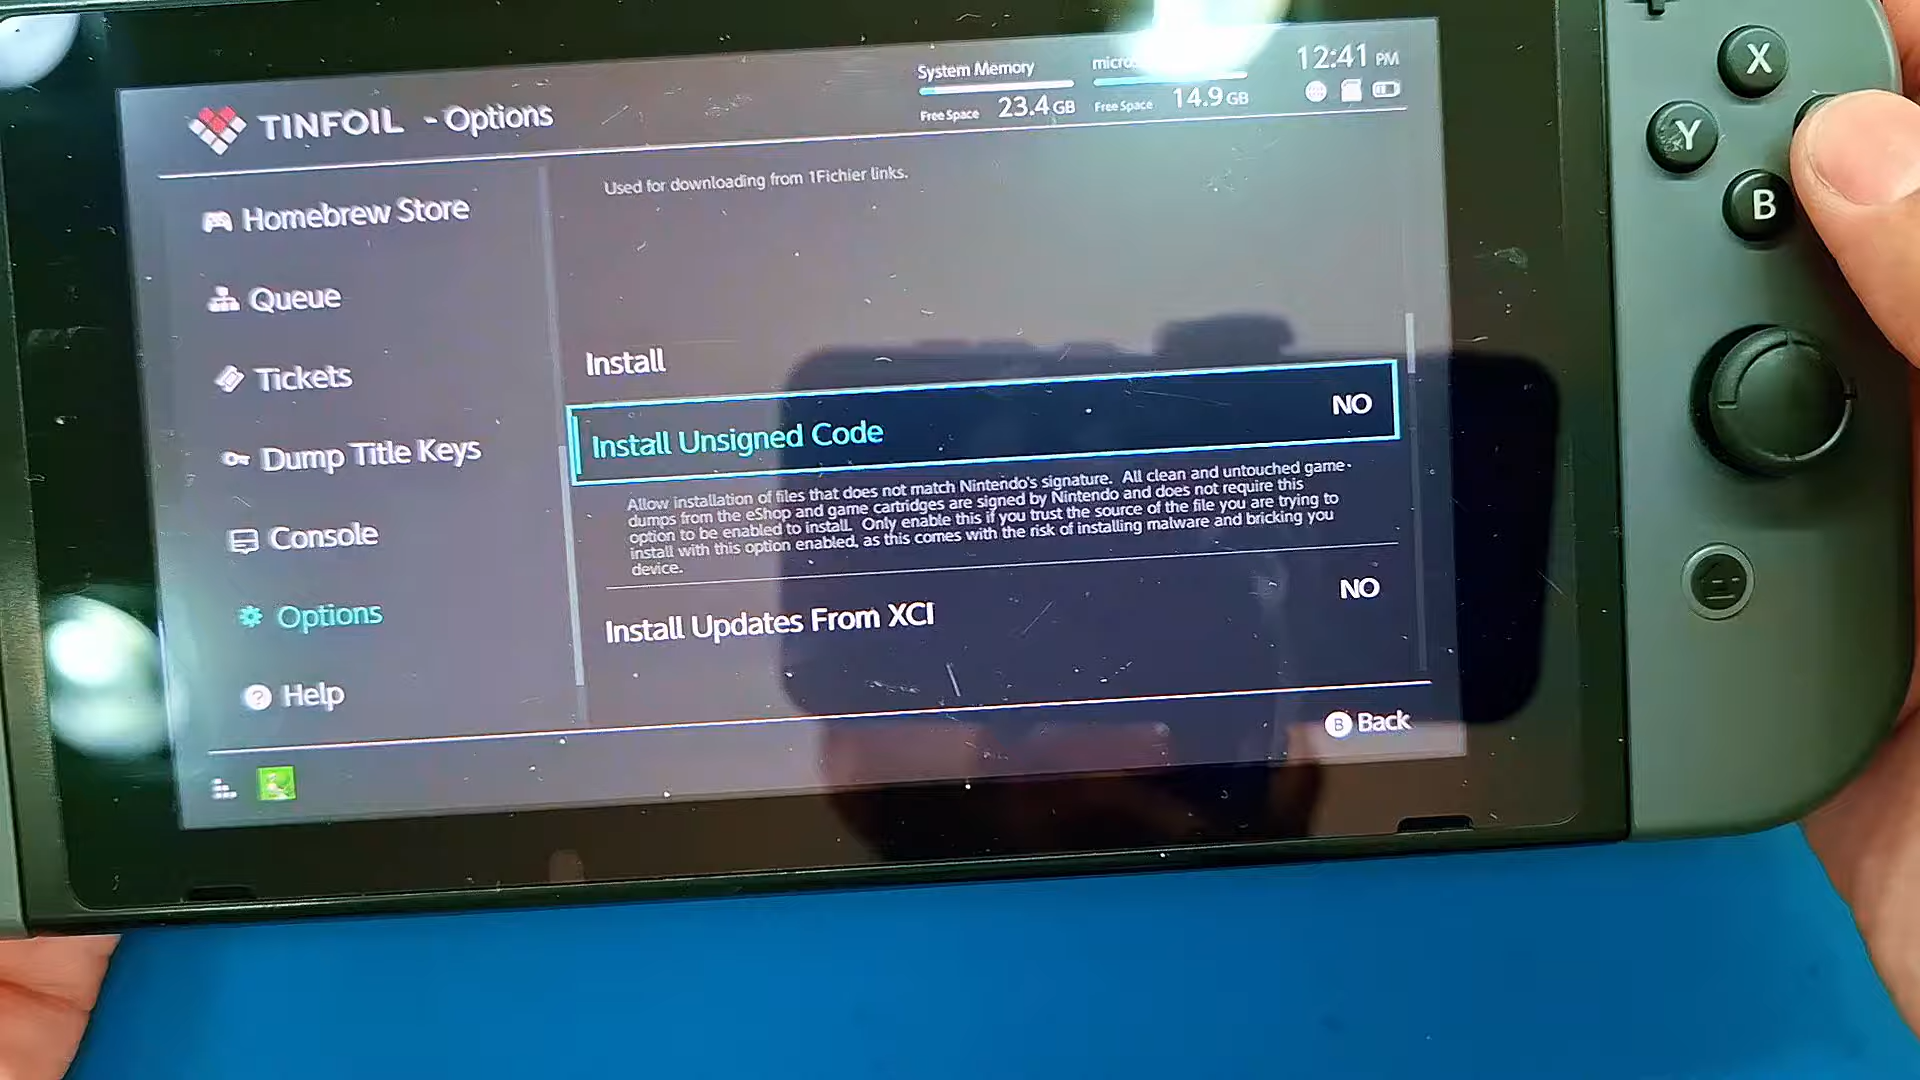 TINFOIL - Options
System Memory
Free Space 23.4 GB
micro
Free Space 14.9 GB
12:41 PM
Homebrew Store
Queue
Tickets
Dump Title Keys
Console
Options
Help
Used for downloading from 1Fichier links.
Install
Install Unsigned Code NO
Allow installation of files that does not match Nintendo's signature. All clean and untouched game
dumps from the eShop and game cartridges are signed by Nintendo and does not require this
option to be enabled to install. Only enable this if you trust the source of the file you are trying to
install with this option enabled, as this comes with the risk of installing malware and bricking you
device.
Install Updates From XCI NO
B Back
X
Y
B